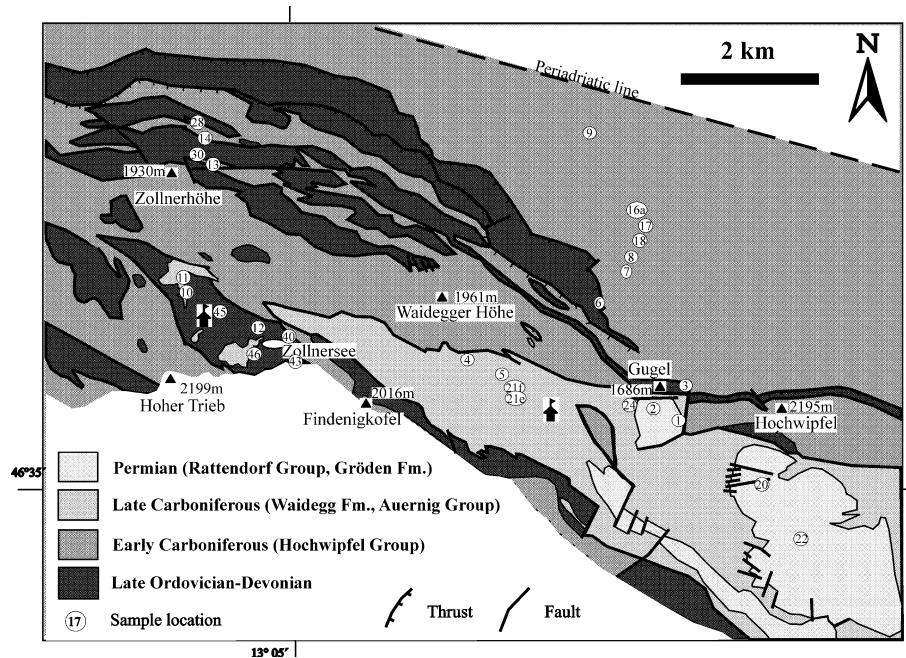 2 km
N
Periadriatic line
9
28
14
30
13
1930m
Zollnerhöhe
16a
17
18
8
7
6
11
10
45
12
40
Zollnersee
46
43
1961m
Waidegger Höhe
4
5
21f
21e
Gugel
1686m
3
24
2
1
2195m
Hochwipfel
2199m
Hoher Trieb
2016m
Findenigkofel
20
22
46°35'
Permian (Rattendorf Group, Gröden Fm.)
Late Carboniferous (Waidegg Fm., Auernig Group)
Early Carboniferous (Hochwipfel Group)
Late Ordovician-Devonian
17 Sample location
Thrust
Fault
13° 05'